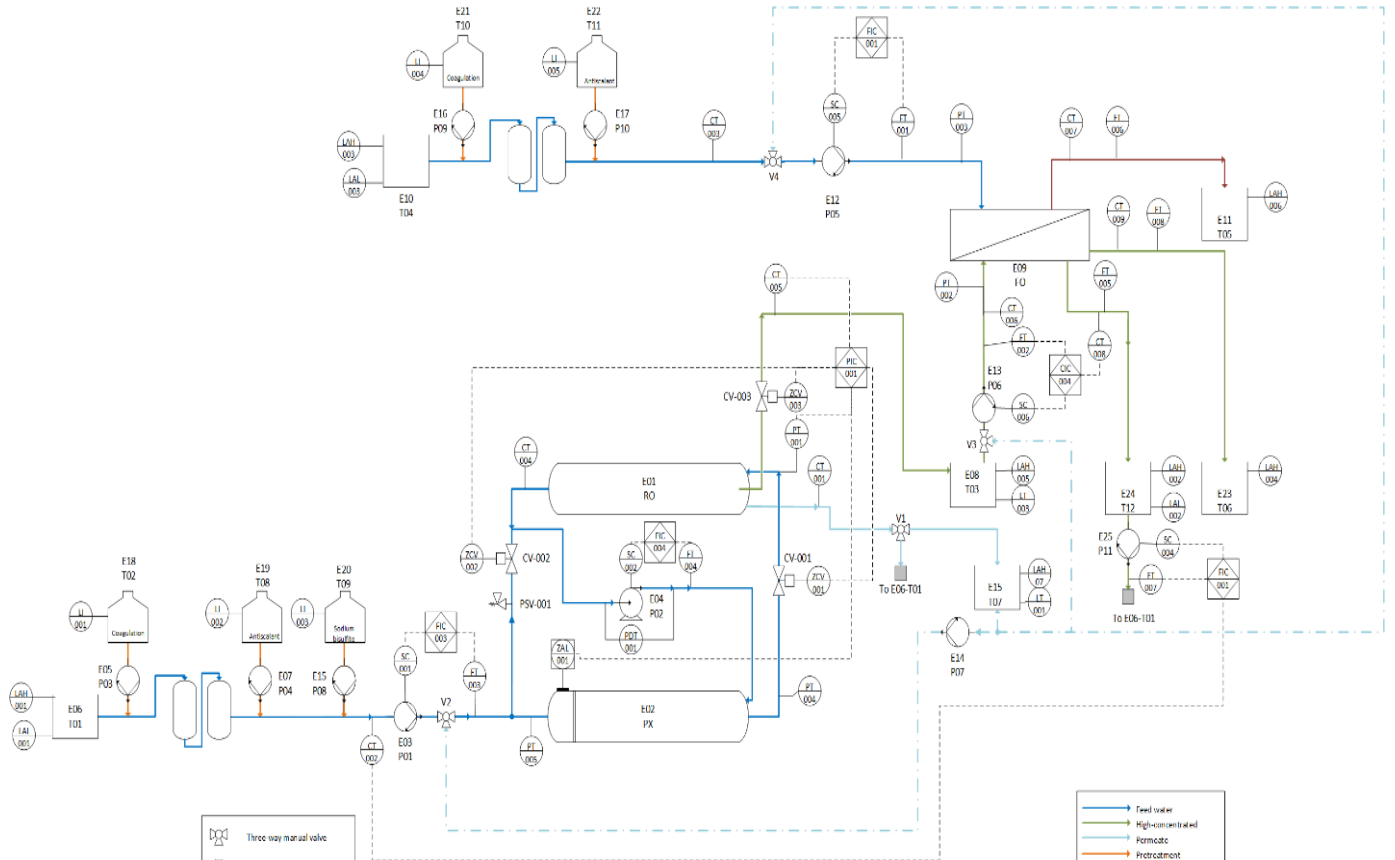 E21
T10
E22
T11
LI
004
Coagulation
LI
005
Antiscalent
E16
P09
E17
P10
FIC
001
SC
005
FT
001
PT
003
CT
003
CT
007
FT
006
LAH
003
LAL
003
E10
T04
V4
E12
P05
E11
T05
LAH
006
CT
009
FT
008
E09
FO
CT
005
PT
002
CT
006
FT
005
FT
002
CT
008
PIC
001
CIC
004
E13
P06
CV-003
ZCV
003
SC
006
PT
001
V3
CT
004
E01
RO
CT
001
E08
T03
LAH
005
LT
003
E24
T12
LAH
002
LAL
002
E23
T06
LAH
004
V1
FIC
004
SC
002
FT
004
ZCV
002
CV-002
CV-001
ZCV
001
E25
P11
SC
004
E18
T02
E19
T08
E20
T09
PSV-001
E04
P02
To E06-T01
E15
T07
LAH
07
LT
001
FT
007
FIC
001
To E06-T01
LI
001
Coagulation
LI
002
Antiscalent
LI
003
Sodium
bisulfite
FIC
003
PDT
001
ZAL
001
E14
P07
E05
P03
E07
P04
E15
P08
SC
001
FT
003
V2
LAH
001
LAL
001
E06
T01
CT
002
E03
P01
PT
005
E02
PX
PT
004
Three-way manual valve
Feed water
High-concentrated
Permeate
Pretreatment